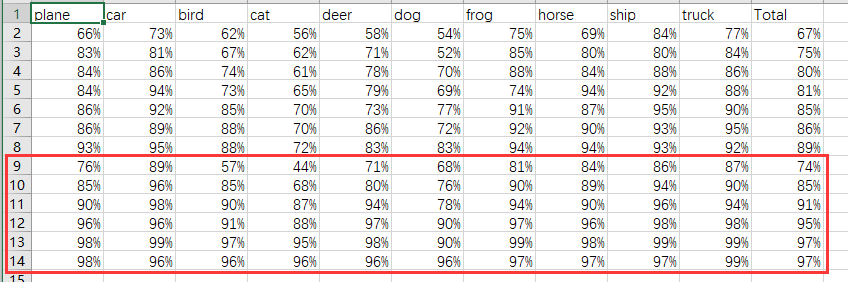 1 plane car bird cat deer dog frog horse ship truck Total
2 66% 73% 62% 56% 58% 54% 75% 69% 84% 77% 67%
3 83% 81% 67% 62% 71% 52% 85% 80% 80% 84% 75%
4 84% 86% 74% 61% 78% 70% 88% 84% 88% 86% 80%
5 84% 94% 73% 65% 79% 69% 74% 94% 92% 88% 81%
6 86% 92% 85% 70% 73% 77% 91% 87% 95% 90% 85%
7 86% 89% 88% 70% 86% 72% 92% 90% 93% 95% 86%
8 93% 95% 88% 72% 83% 83% 94% 94% 93% 92% 89%
9 76% 89% 57% 44% 71% 68% 81% 84% 86% 87% 74%
10 85% 96% 85% 68% 80% 76% 90% 89% 94% 90% 85%
11 90% 98% 90% 87% 94% 78% 94% 90% 96% 94% 91%
12 96% 96% 91% 88% 97% 90% 97% 96% 98% 98% 95%
13 98% 99% 97% 95% 98% 90% 99% 98% 99% 99% 97%
14 98% 96% 96% 96% 96% 96% 97% 97% 97% 99% 97%
15